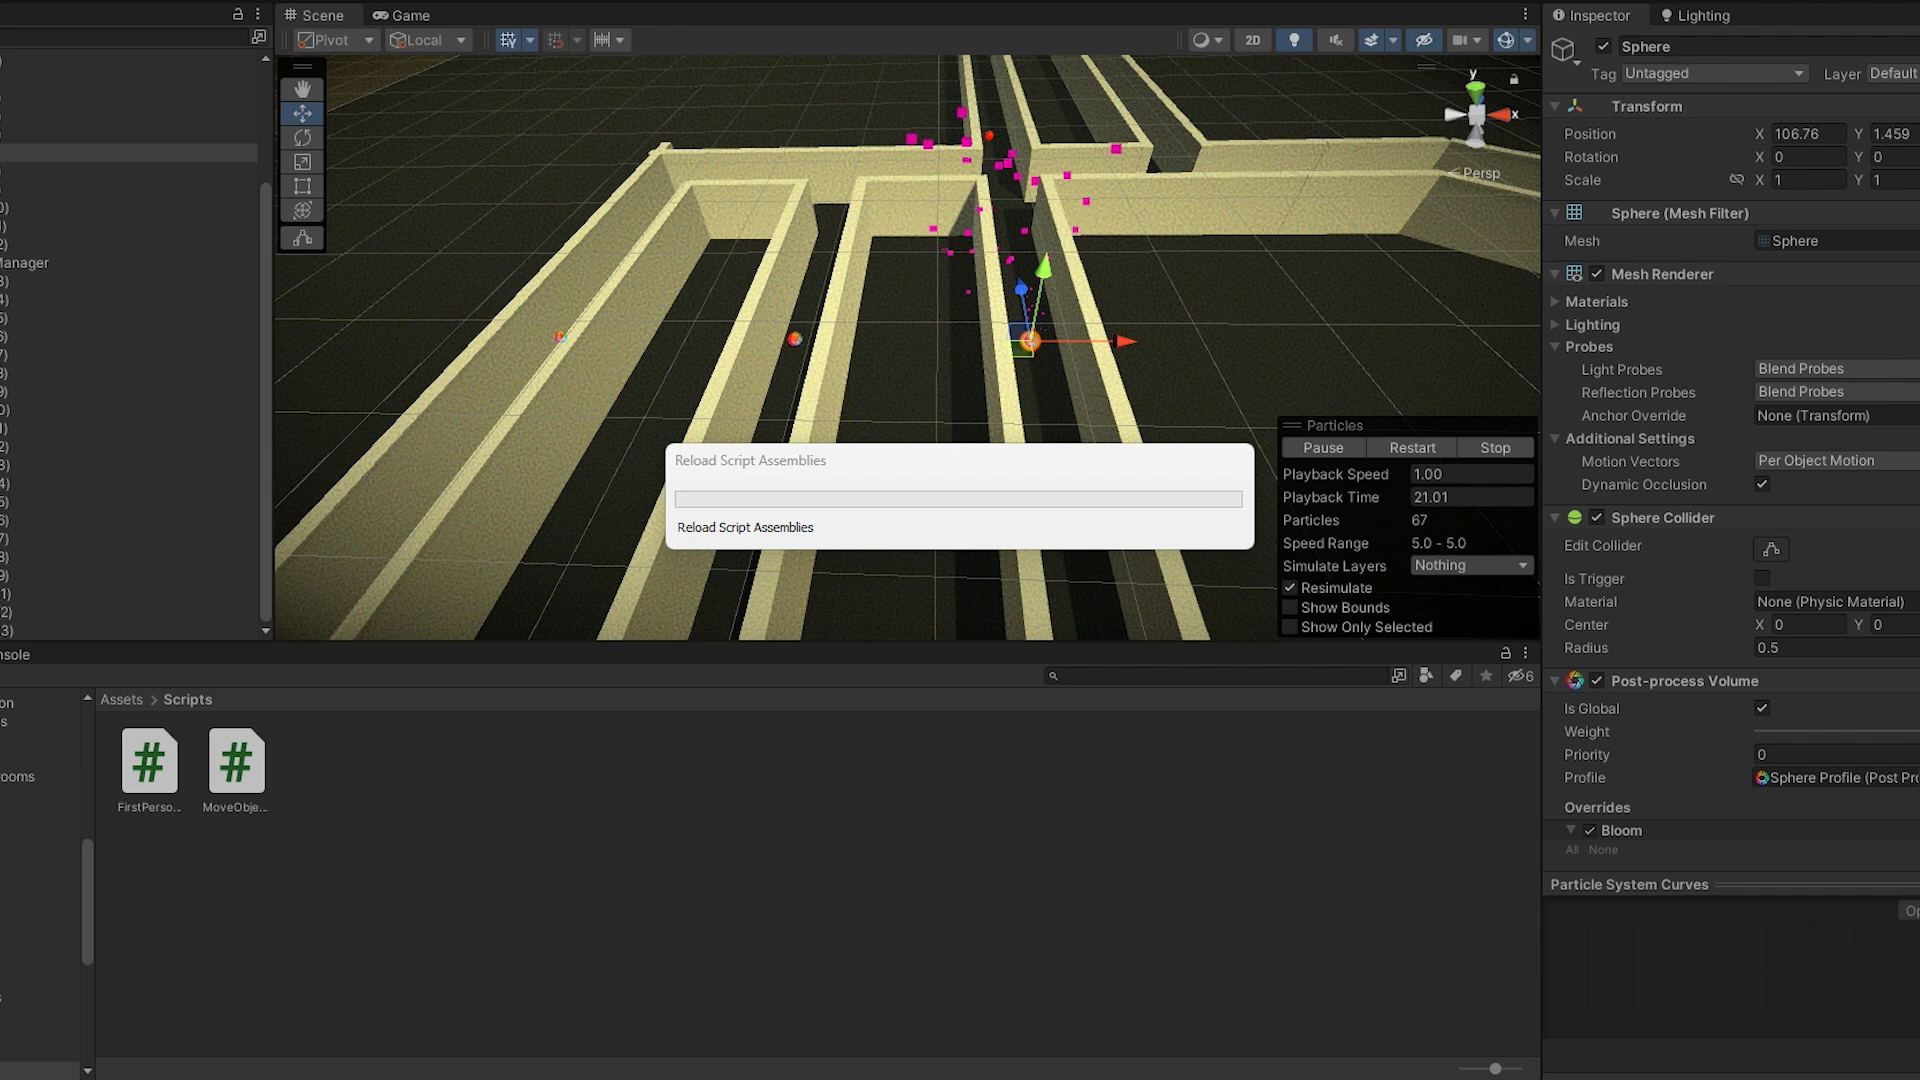 Scene
Game
Pivot
Local
2D
y
x
Persp
Manager
Reload Script Assemblies
Reload Script Assemblies
Particles
Pause Restart Stop
Playback Speed 1.00
Playback Time 21.01
Particles 67
Speed Range 5.0 - 5.0
Simulate Layers Nothing
Resimulate
Show Bounds
Show Only Selected
nsole
6
Assets > Scripts
ooms
FirstPerso...
MoveObje...
Inspector
Lighting
Sphere
Tag Untagged Layer Default
Transform
Position X 106.76 Y 1.459
Rotation X 0 Y 0
Scale X 1 Y 1
Sphere (Mesh Filter)
Mesh Sphere
Mesh Renderer
Materials
Lighting
Probes
Light Probes Blend Probes
Reflection Probes Blend Probes
Anchor Override None (Transform)
Additional Settings
Motion Vectors Per Object Motion
Dynamic Occlusion
Sphere Collider
Edit Collider
Is Trigger
Material None (Physic Material)
Center X 0 Y 0
Radius 0.5
Post-process Volume
Is Global
Weight
Priority 0
Profile Sphere Profile (Post Pro
Overrides
Bloom
All None
Particle System Curves
Op